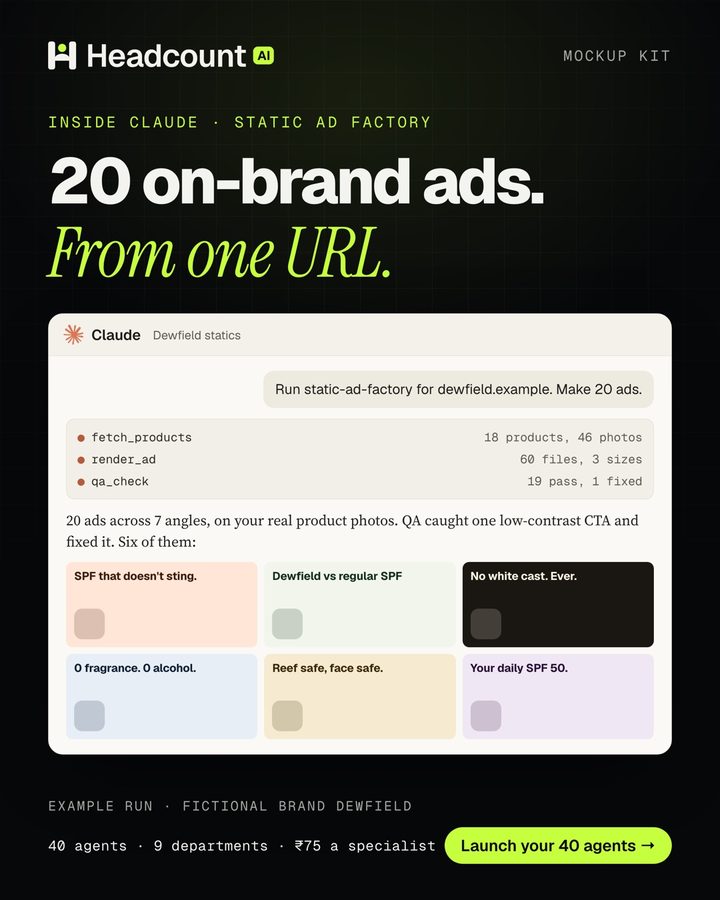 Headcount AI
MOCKUP KIT
INSIDE CLAUDE · STATIC AD FACTORY
20 on-brand ads.
From one URL.
Claude Dewfield statics
Run static-ad-factory for dewfield.example. Make 20 ads.
fetch_products 18 products, 46 photos
render_ad 60 files, 3 sizes
qa_check 19 pass, 1 fixed
20 ads across 7 angles, on your real product photos. QA caught one low-contrast CTA and
fixed it. Six of them:
SPF that doesn't sting.
Dewfield vs regular SPF
No white cast. Ever.
0 fragrance. 0 alcohol.
Reef safe, face safe.
Your daily SPF 50.
EXAMPLE RUN · FICTIONAL BRAND DEWFIELD
40 agents · 9 departments · ₹75 a specialist
Launch your 40 agents →